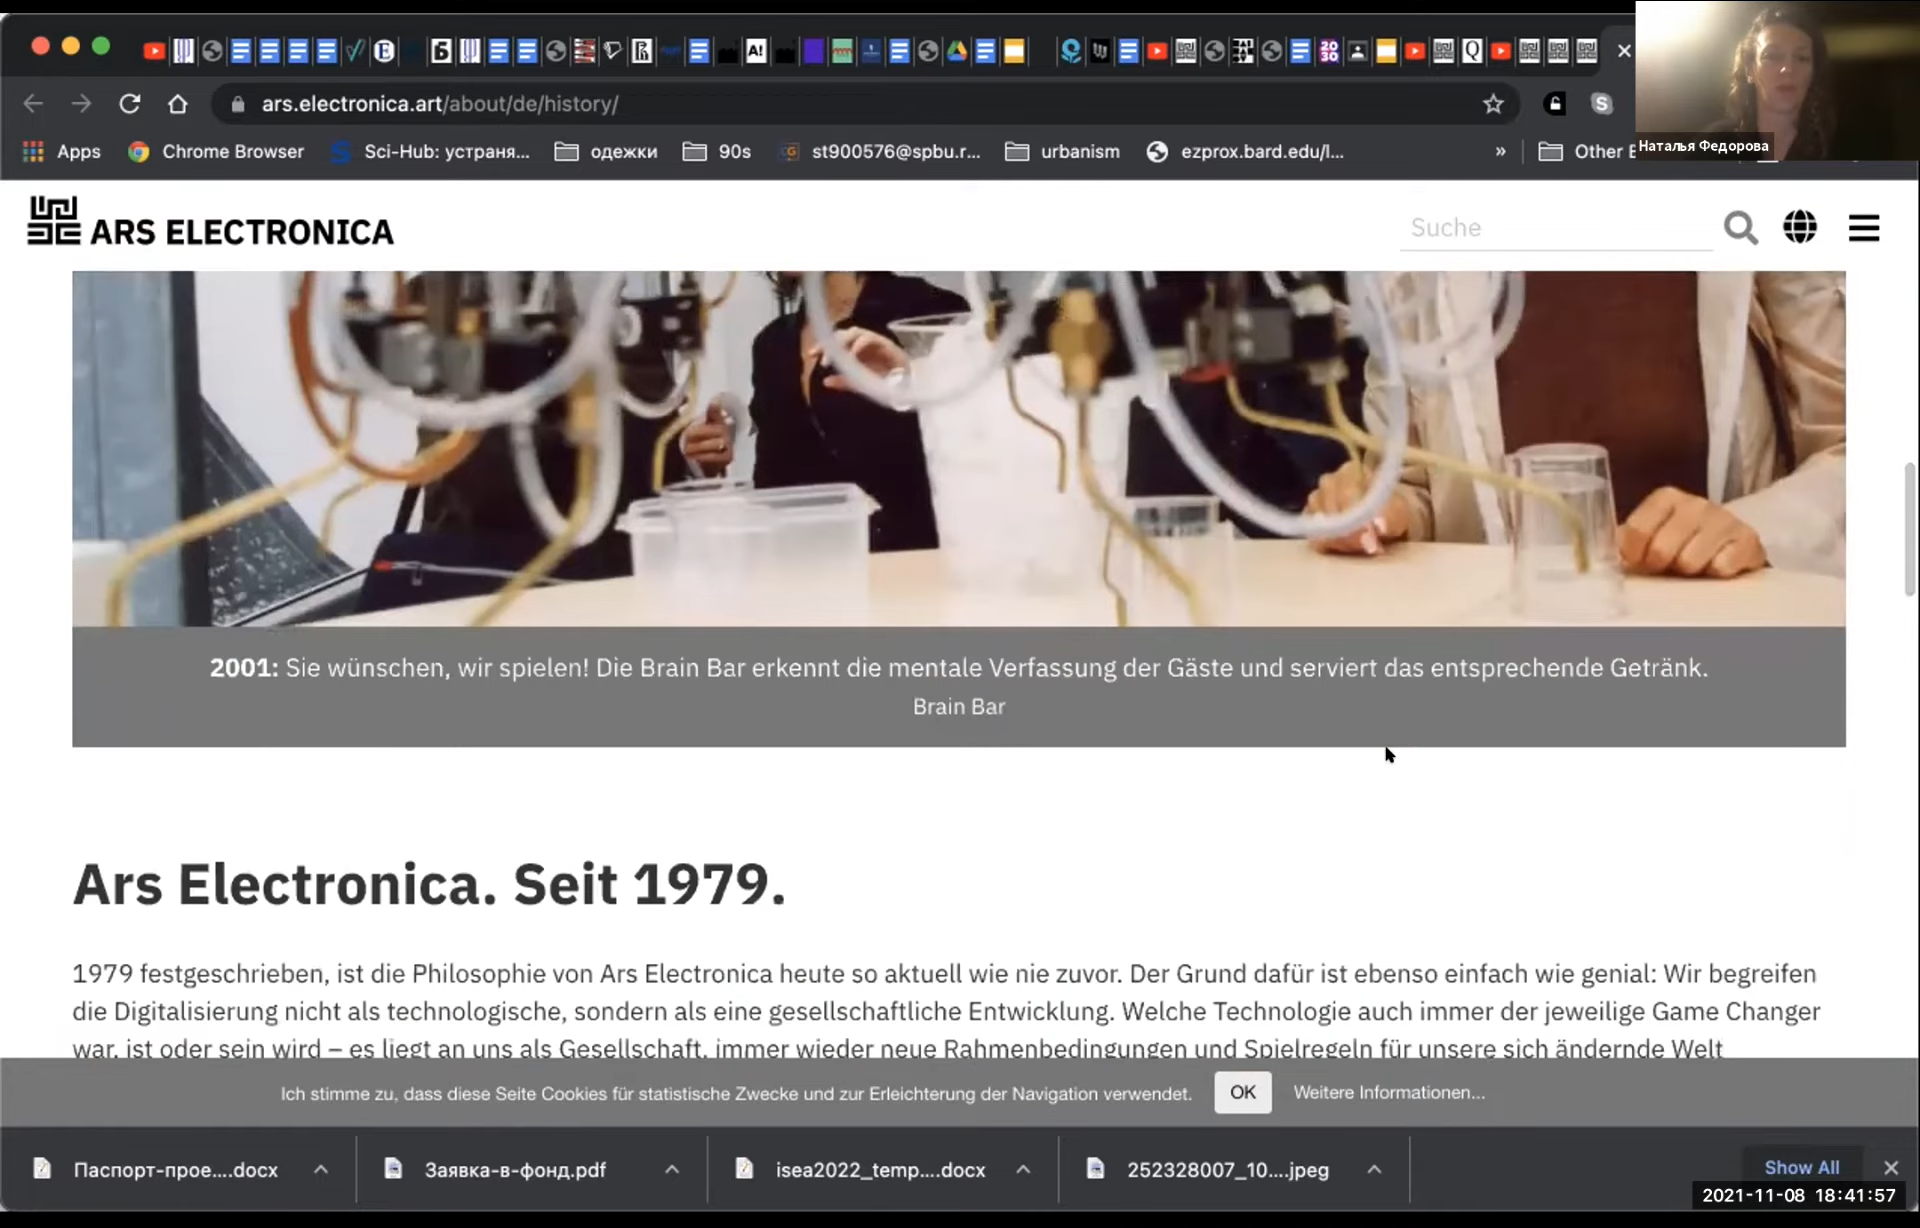 ars.electronica.art/about/de/history/
Наталья Федорова
Apps
Chrome Browser
Sci-Hub: устраня...
одежки
90s
st900576@spbu.r...
urbanism
ezprox.bard.edu/l...
»
Other
ARS ELECTRONICA
Suche
2001: Sie wünschen, wir spielen! Die Brain Bar erkennt die mentale Verfassung der Gäste und serviert das entsprechende Getränk.
Brain Bar
Ars Electronica. Seit 1979.
1979 festgeschrieben, ist die Philosophie von Ars Electronica heute so aktuell wie nie zuvor. Der Grund dafür ist ebenso einfach wie genial: Wir begreifen
die Digitalisierung nicht als technologische, sondern als eine gesellschaftliche Entwicklung. Welche Technologie auch immer der jeweilige Game Changer
war, ist oder sein wird – es liegt an uns als Gesellschaft, immer wieder neue Rahmenbedingungen und Spielregeln für unsere sich ändernde Welt
Ich stimme zu, dass diese Seite Cookies für statistische Zwecke und zur Erleichterung der Navigation verwendet.
OK
Weitere Informationen...
Паспорт-прое....docx
Заявка-в-фонд.pdf
isea2022_temp....docx
252328007_10....jpeg
Show All
2021-11-08 18:41:57